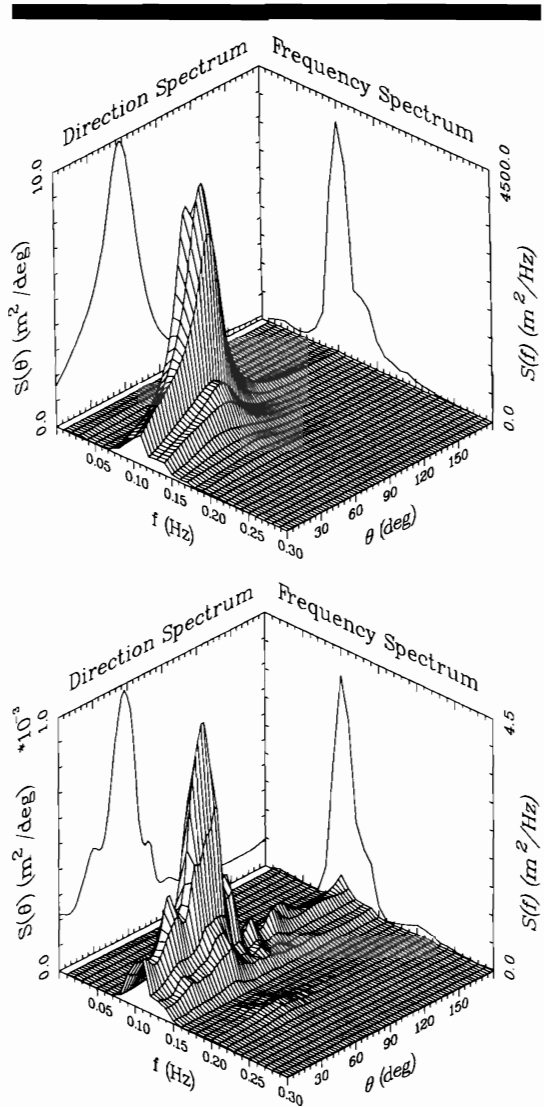 Direction Spectrum
Frequency Spectrum
10.0
S(θ) (m² /deg)
0.0
4500.0
S(f) (m²/Hz)
0.0
0.05
0.10
0.15
0.20
0.25
0.30
f (Hz)
30
60
90
120
150
θ (deg)
Direction Spectrum
Frequency Spectrum
1.0
*10⁻³
S(θ) (m² /deg)
0.0
4.5
S(f) (m²/Hz)
0.0
0.05
0.10
0.15
0.20
0.25
0.30
f (Hz)
30
60
90
120
150
θ (deg)